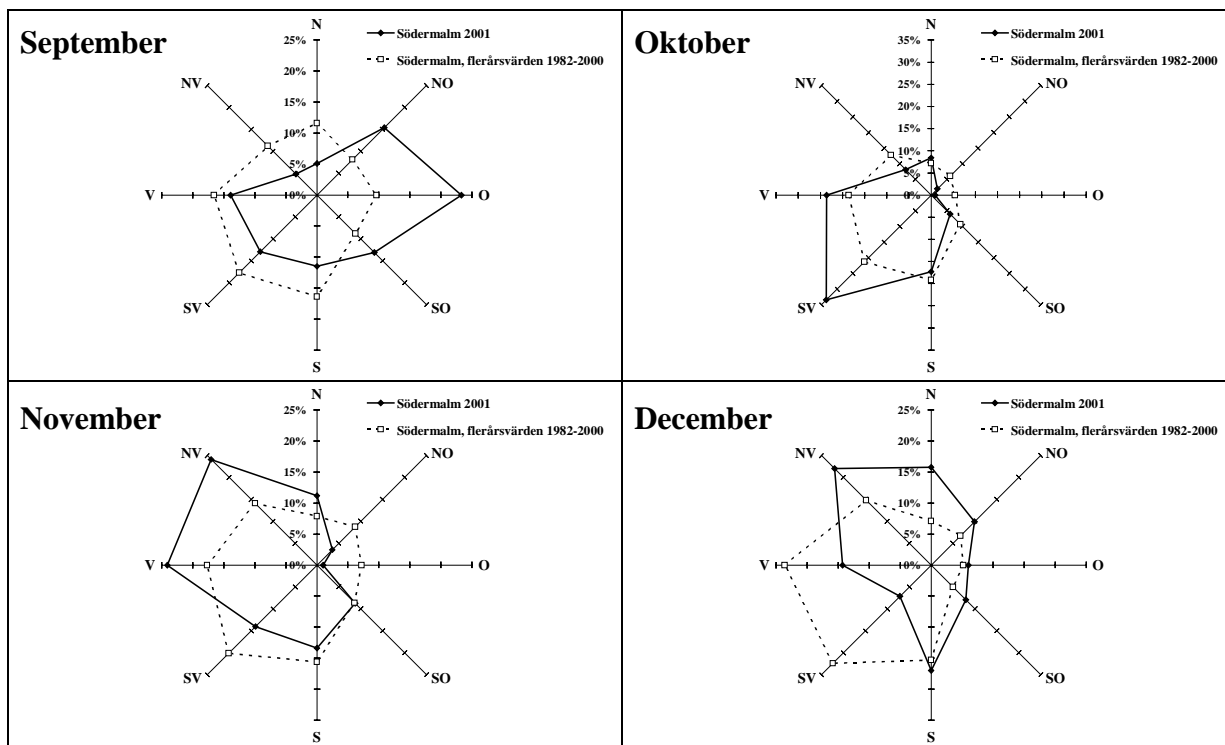 September
N
25%
20%
15%
10%
5%
0%
Södermalm 2001
Södermalm, flerårsvärden 1982-2000
NV
NO
V
O
SV
SO
S
Oktober
N
35%
30%
25%
20%
15%
10%
5%
0%
Södermalm 2001
Södermalm, flerårsvärden 1982-2000
NV
NO
V
O
SV
SO
S
November
N
25%
20%
15%
10%
5%
0%
Södermalm 2001
Södermalm, flerårsvärden 1982-2000
NV
NO
V
O
SV
SO
S
December
N
25%
20%
15%
10%
5%
0%
Södermalm 2001
Södermalm, flerårsvärden 1982-2000
NV
NO
V
O
SV
SO
S